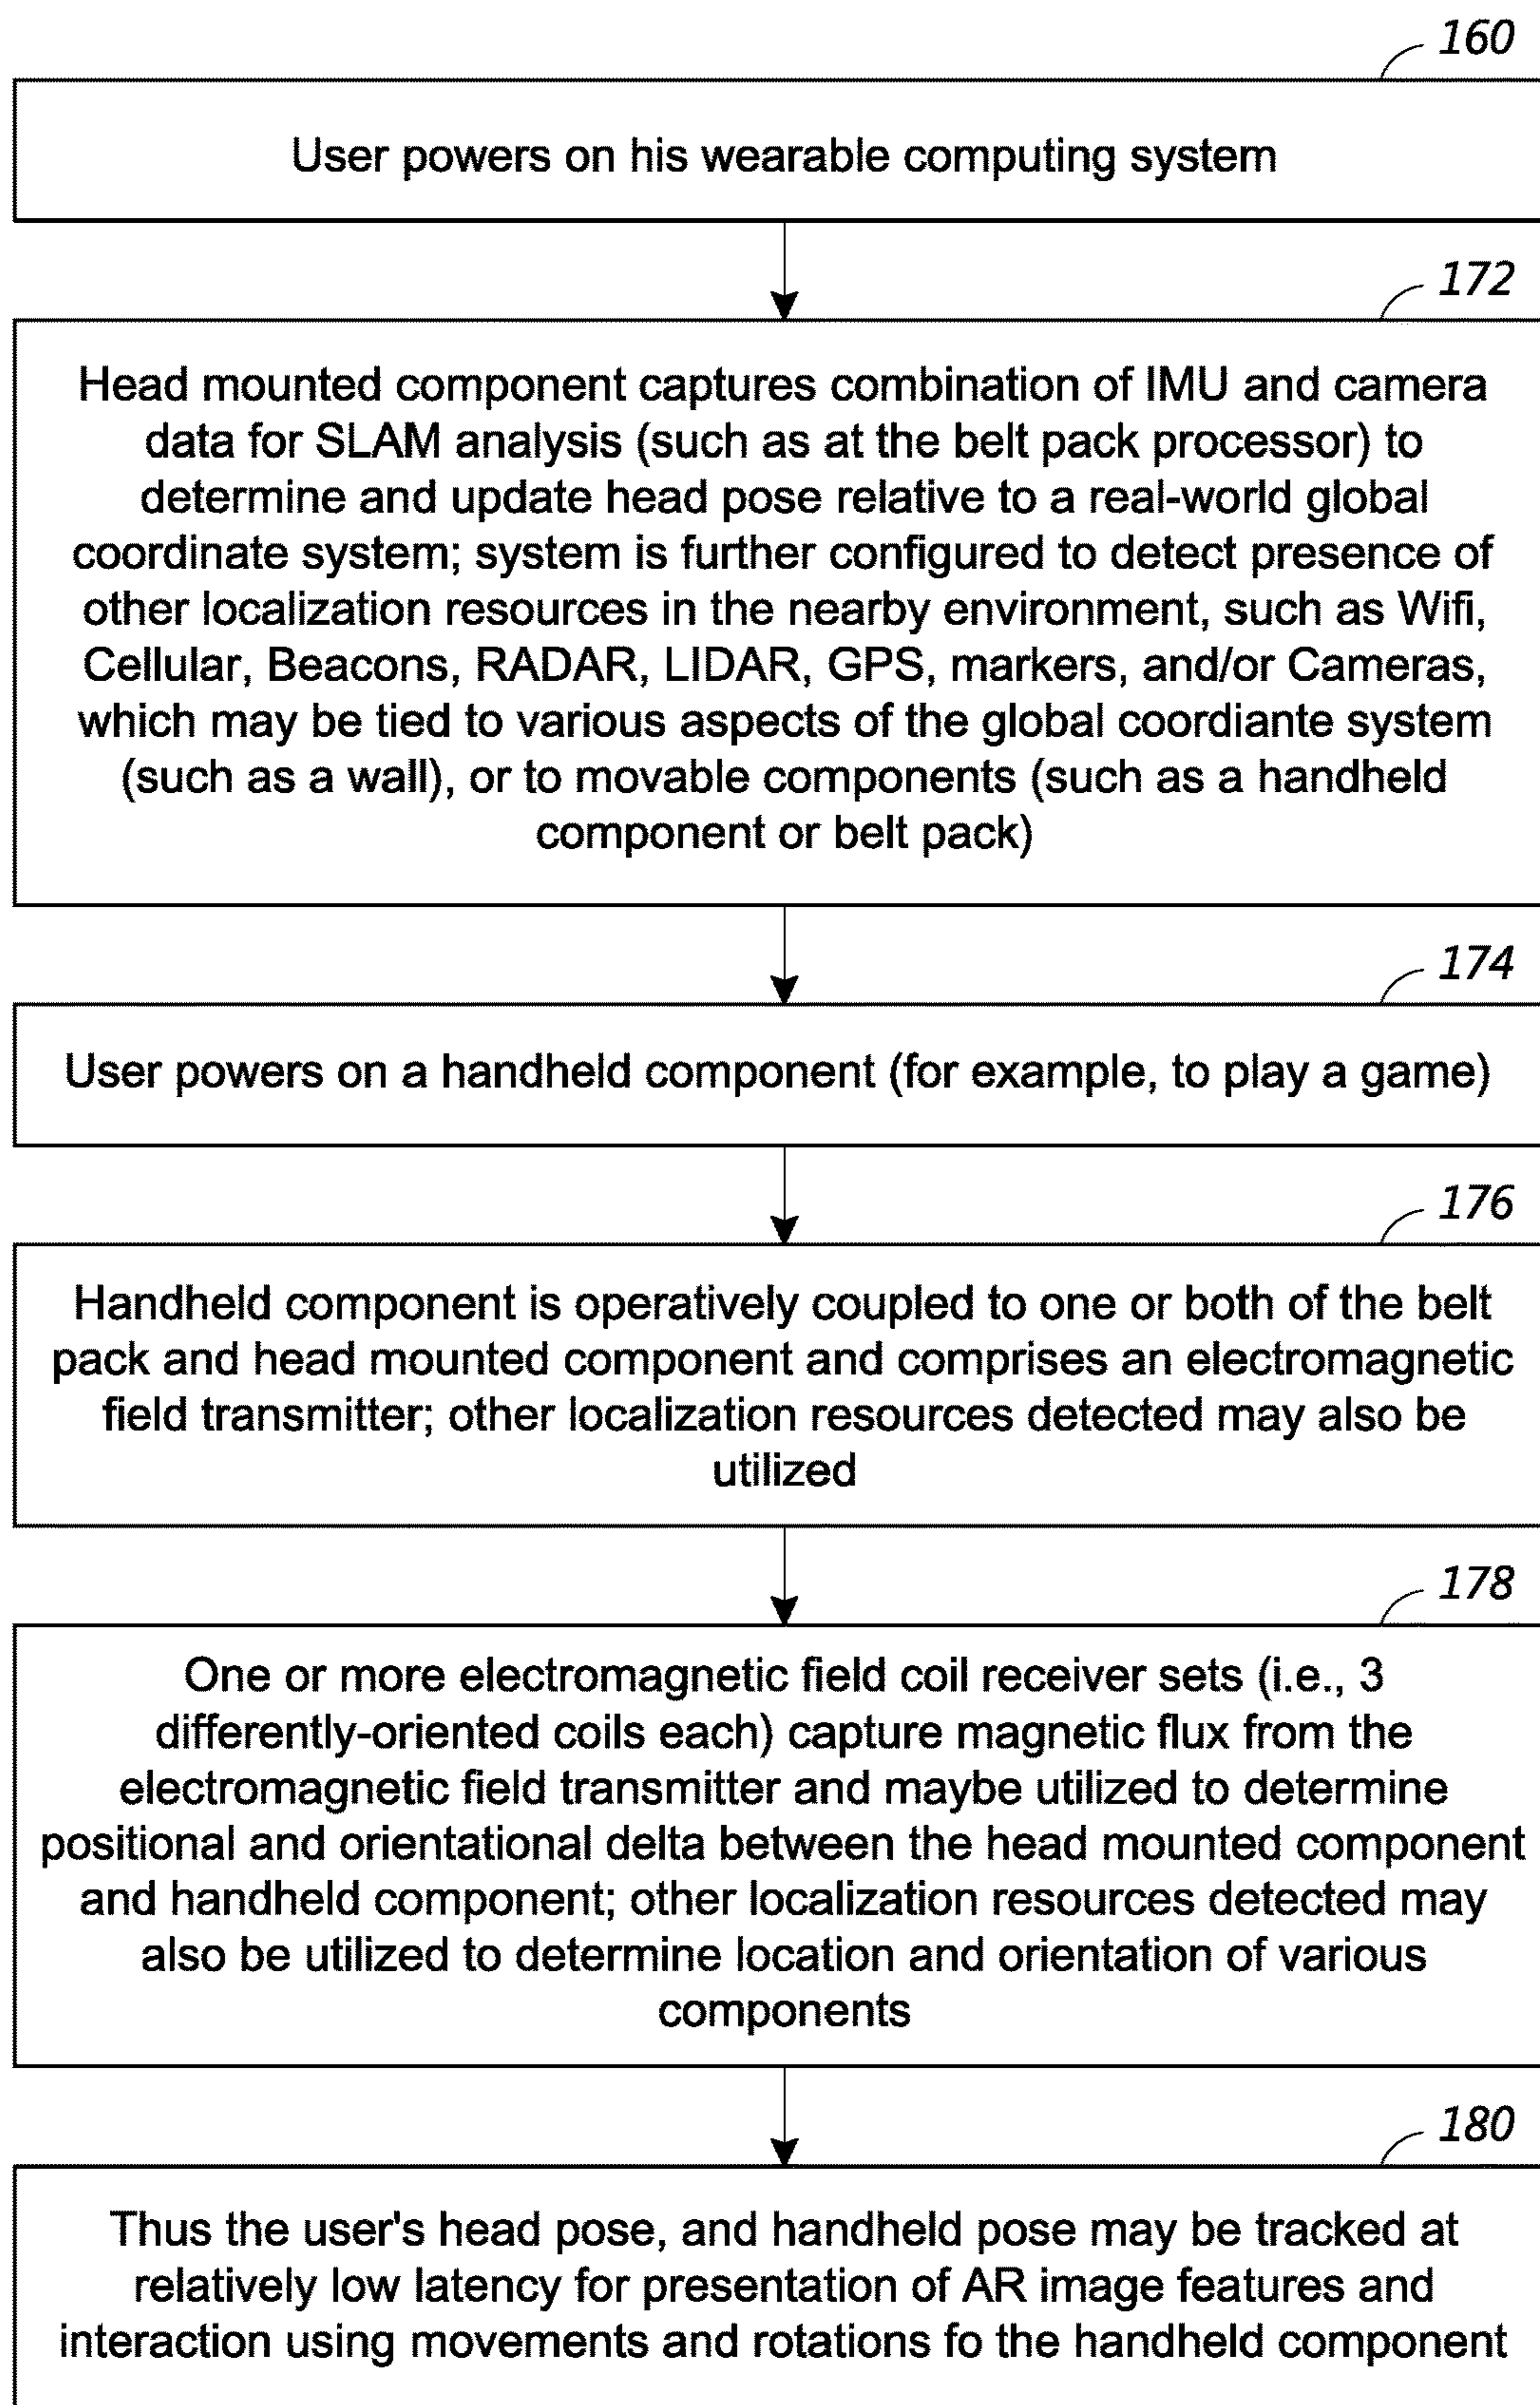 160
User powers on his wearable computing system
172
Head mounted component captures combination of IMU and camera
data for SLAM analysis (such as at the belt pack processor) to
determine and update head pose relative to a real-world global
coordinate system; system is further configured to detect presence of
other localization resources in the nearby environment, such as Wifi,
Cellular, Beacons, RADAR, LIDAR, GPS, markers, and/or Cameras,
which may be tied to various aspects of the global coordiante system
(such as a wall), or to movable components (such as a handheld
component or belt pack)
174
User powers on a handheld component (for example, to play a game)
176
Handheld component is operatively coupled to one or both of the belt
pack and head mounted component and comprises an electromagnetic
field transmitter; other localization resources detected may also be
utilized
178
One or more electromagnetic field coil receiver sets (i.e., 3
differently-oriented coils each) capture magnetic flux from the
electromagnetic field transmitter and maybe utilized to determine
positional and orientational delta between the head mounted component
and handheld component; other localization resources detected may
also be utilized to determine location and orientation of various
components
180
Thus the user's head pose, and handheld pose may be tracked at
relatively low latency for presentation of AR image features and
interaction using movements and rotations fo the handheld component